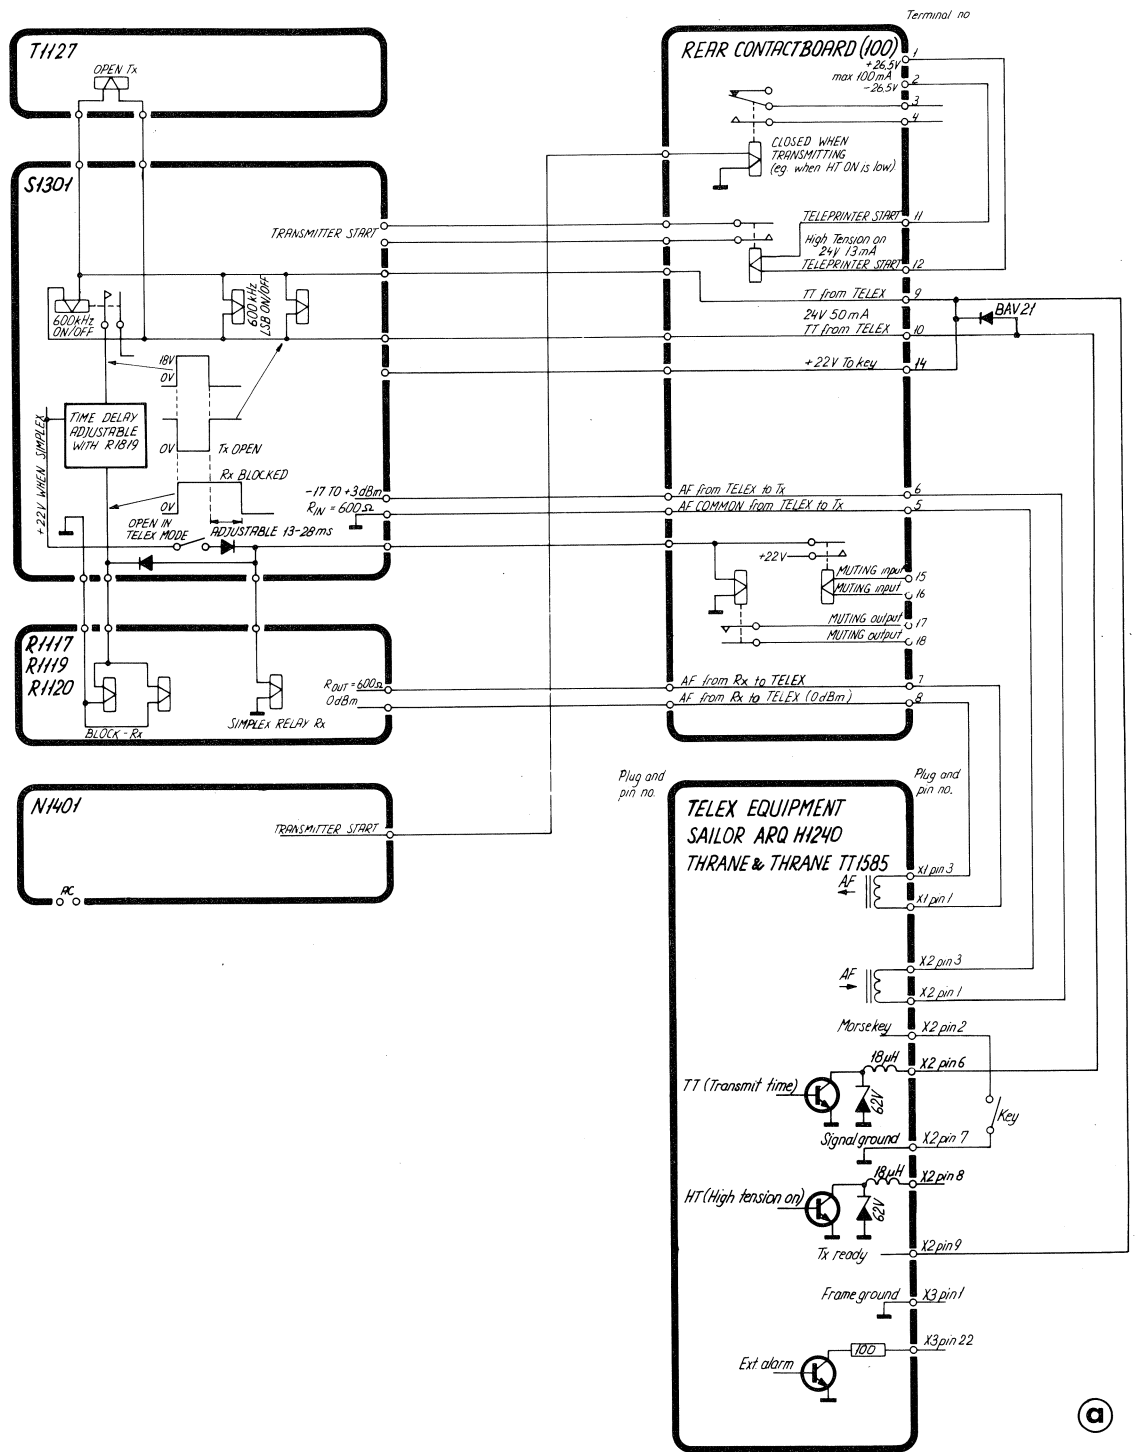 Terminal no
T1127
OPEN Tx
REAR CONTACTBOARD (100)
1
+26,5V
max 100mA
2
-26,5V
3
4
CLOSED WHEN
TRANSMITTING
(eg. when HT ON is low)
S1301
TRANSMITTER START
TELEPRINTER START
11
High Tension on
24V 13mA
TELEPRINTER START
12
600kHz
ON/OFF
600kHz
LSB ON/OFF
TT from TELEX
9
24V 50mA
TT from TELEX
10
BAV21
+22V To key
14
18V
0V
TIME DELAY
ADJUSTABLE
WITH R1819
0V
Tx OPEN
Rx BLOCKED
0V
+22V WHEN SIMPLEX
OPEN IN
TELEX MODE
ADJUSTABLE 13-28ms
-17 TO +3dBm
RIN = 600Ω
AF from TELEX to Tx
6
AF COMMON from TELEX to Tx
5
+22V
MUTING input
15
MUTING input
16
MUTING output
17
MUTING output
18
R1117
R1119
R1120
BLOCK-Rx
SIMPLEX RELAY Rx
ROUT = 600Ω
0dBm
AF from Rx to TELEX
7
AF from Rx to TELEX (0dBm)
8
N1401
TRANSMITTER START
AC
Plug and
pin no.
Plug and
pin no.
TELEX EQUIPMENT
SAILOR ARQ H1240
THRANE & THRANE TT1585
AF
X1 pin 3
X1 pin 1
AF
X2 pin 3
X2 pin 1
Morsekey
X2 pin 2
18µH
X2 pin 6
TT (Transmit time)
62V
Key
Signal ground
X2 pin 7
18µH
X2 pin 8
HT (High tension on)
62V
Tx ready
X2 pin 9
Frame ground
X3 pin 1
100
X3 pin 22
Ext alarm
a